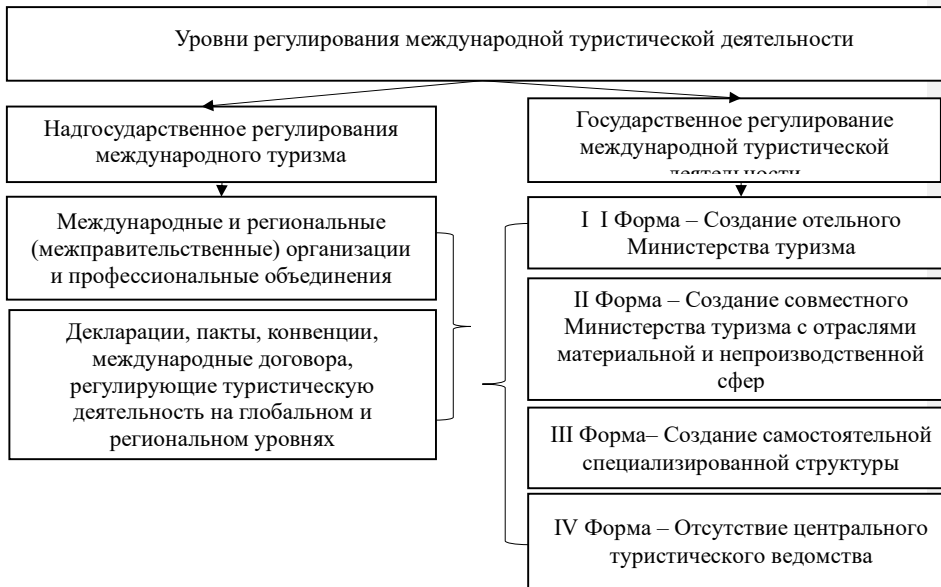 Уровни регулирования международной туристической деятельности
Надгосударственное регулирования
международного туризма
Государственное регулирование
международной туристической
деятельности
Международные и региональные
(межправительственные) организации
и профессиональные объединения
Декларации, пакты, конвенции,
международные договора,
регулирующие туристическую
деятельность на глобальном и
региональном уровнях
I I Форма – Создание отельного
Министерства туризма
II Форма – Создание совместного
Министерства туризма с отраслями
материальной и непроизводственной
сфер
III Форма– Создание самостоятельной
специализированной структуры
IV Форма – Отсутствие центрального
туристического ведомства